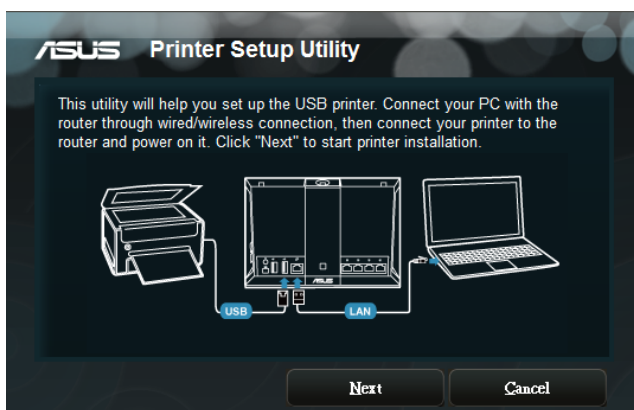 ASUS Printer Setup Utility
This utility will help you set up the USB printer. Connect your PC with the
router through wired/wireless connection, then connect your printer to the
router and power on it. Click "Next" to start printer installation.
ASUS
USB
LAN
Next
Cancel